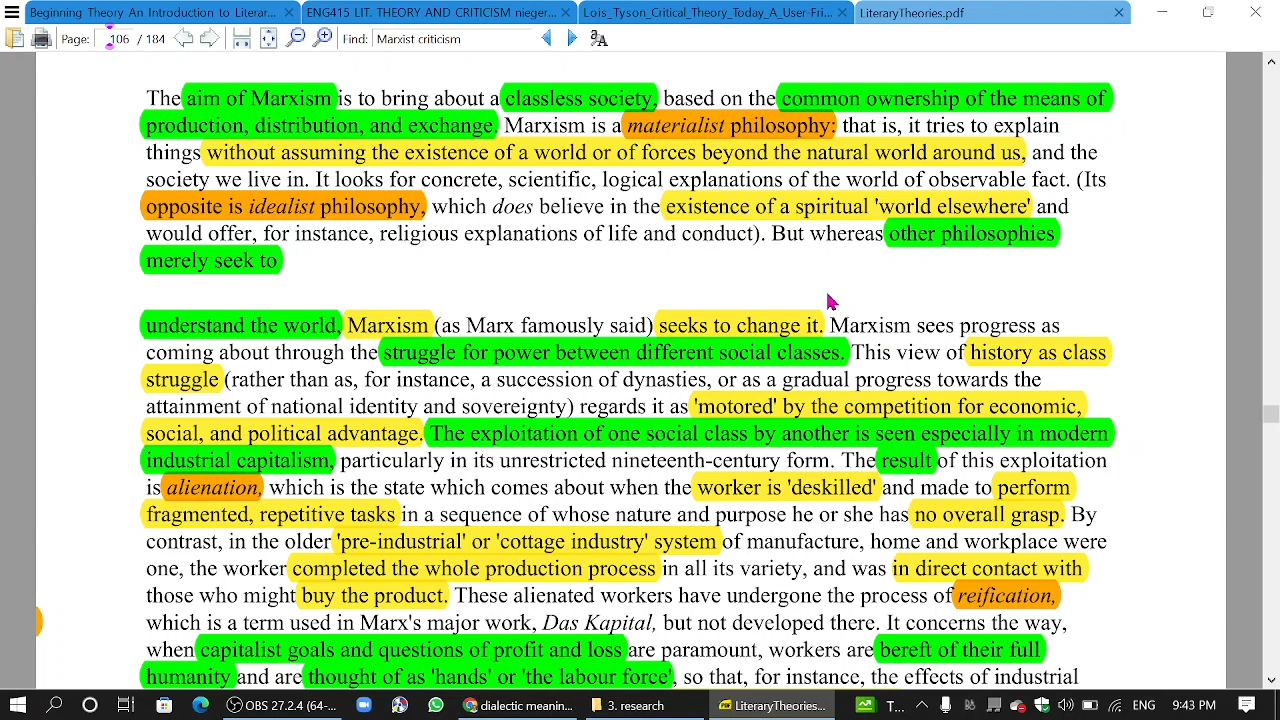 Beginning Theory An Introduction to Literar...
ENG415 LIT. THEORY AND CRITICISM nieger...
Lois_Tyson_Critical_Theory_Today_A_User-Fri...
LiteraryTheories.pdf
Page: 106 / 184
Find: Marxist criticism
The aim of Marxism is to bring about a classless society, based on the common ownership of the means of
production, distribution, and exchange. Marxism is a materialist philosophy: that is, it tries to explain
things without assuming the existence of a world or of forces beyond the natural world around us, and the
society we live in. It looks for concrete, scientific, logical explanations of the world of observable fact. (Its
opposite is idealist philosophy, which does believe in the existence of a spiritual 'world elsewhere' and
would offer, for instance, religious explanations of life and conduct). But whereas other philosophies
merely seek to
understand the world, Marxism (as Marx famously said) seeks to change it. Marxism sees progress as
coming about through the struggle for power between different social classes. This view of history as class
struggle (rather than as, for instance, a succession of dynasties, or as a gradual progress towards the
attainment of national identity and sovereignty) regards it as 'motored' by the competition for economic,
social, and political advantage. The exploitation of one social class by another is seen especially in modern
industrial capitalism, particularly in its unrestricted nineteenth-century form. The result of this exploitation
is alienation, which is the state which comes about when the worker is 'deskilled' and made to perform
fragmented, repetitive tasks in a sequence of whose nature and purpose he or she has no overall grasp. By
contrast, in the older 'pre-industrial' or 'cottage industry' system of manufacture, home and workplace were
one, the worker completed the whole production process in all its variety, and was in direct contact with
those who might buy the product. These alienated workers have undergone the process of reification,
which is a term used in Marx's major work, Das Kapital, but not developed there. It concerns the way,
when capitalist goals and questions of profit and loss are paramount, workers are bereft of their full
humanity and are thought of as 'hands' or 'the labour force', so that, for instance, the effects of industrial
OBS 27.2.4 (64-...
dialectic meanin...
3. research
LiteraryTheories....
T...
ENG
9:43 PM